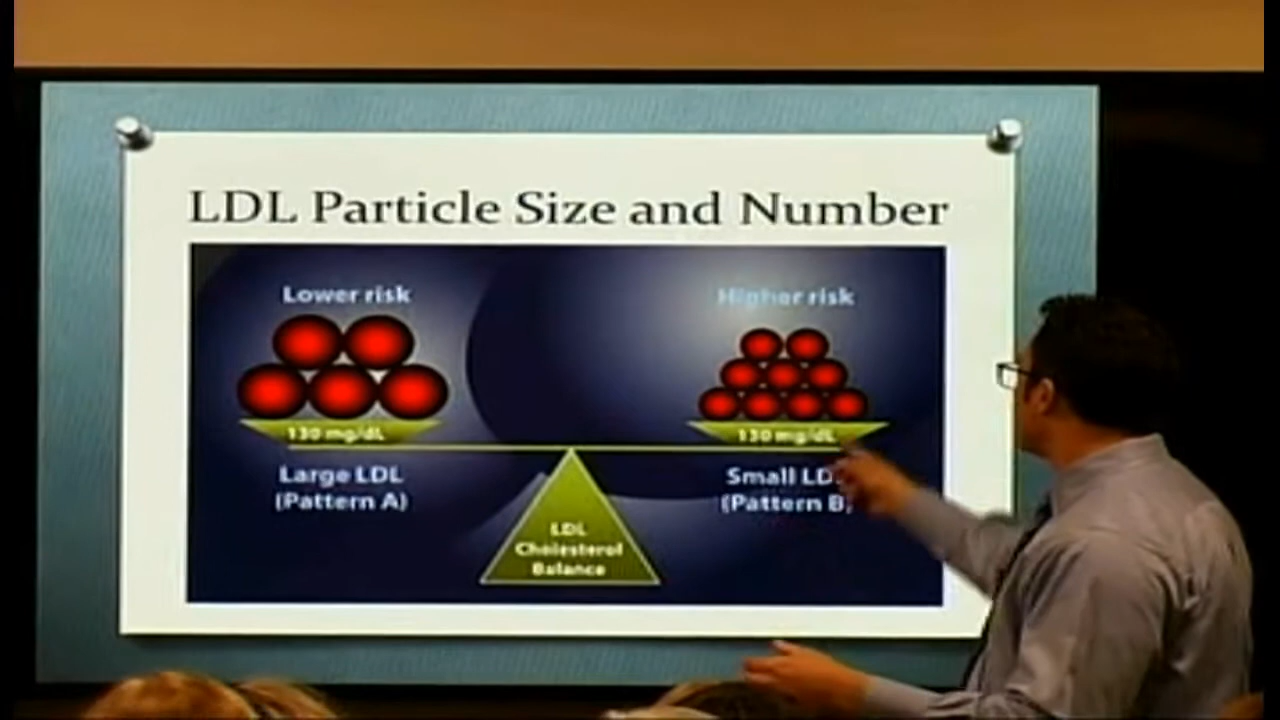 LDL Particle Size and Number
Lower risk
Higher risk
130 mg/dL
130 mg/dL
Large LDL
(Pattern A)
Small LD
(Pattern B
LDL
Cholesterol
Balance